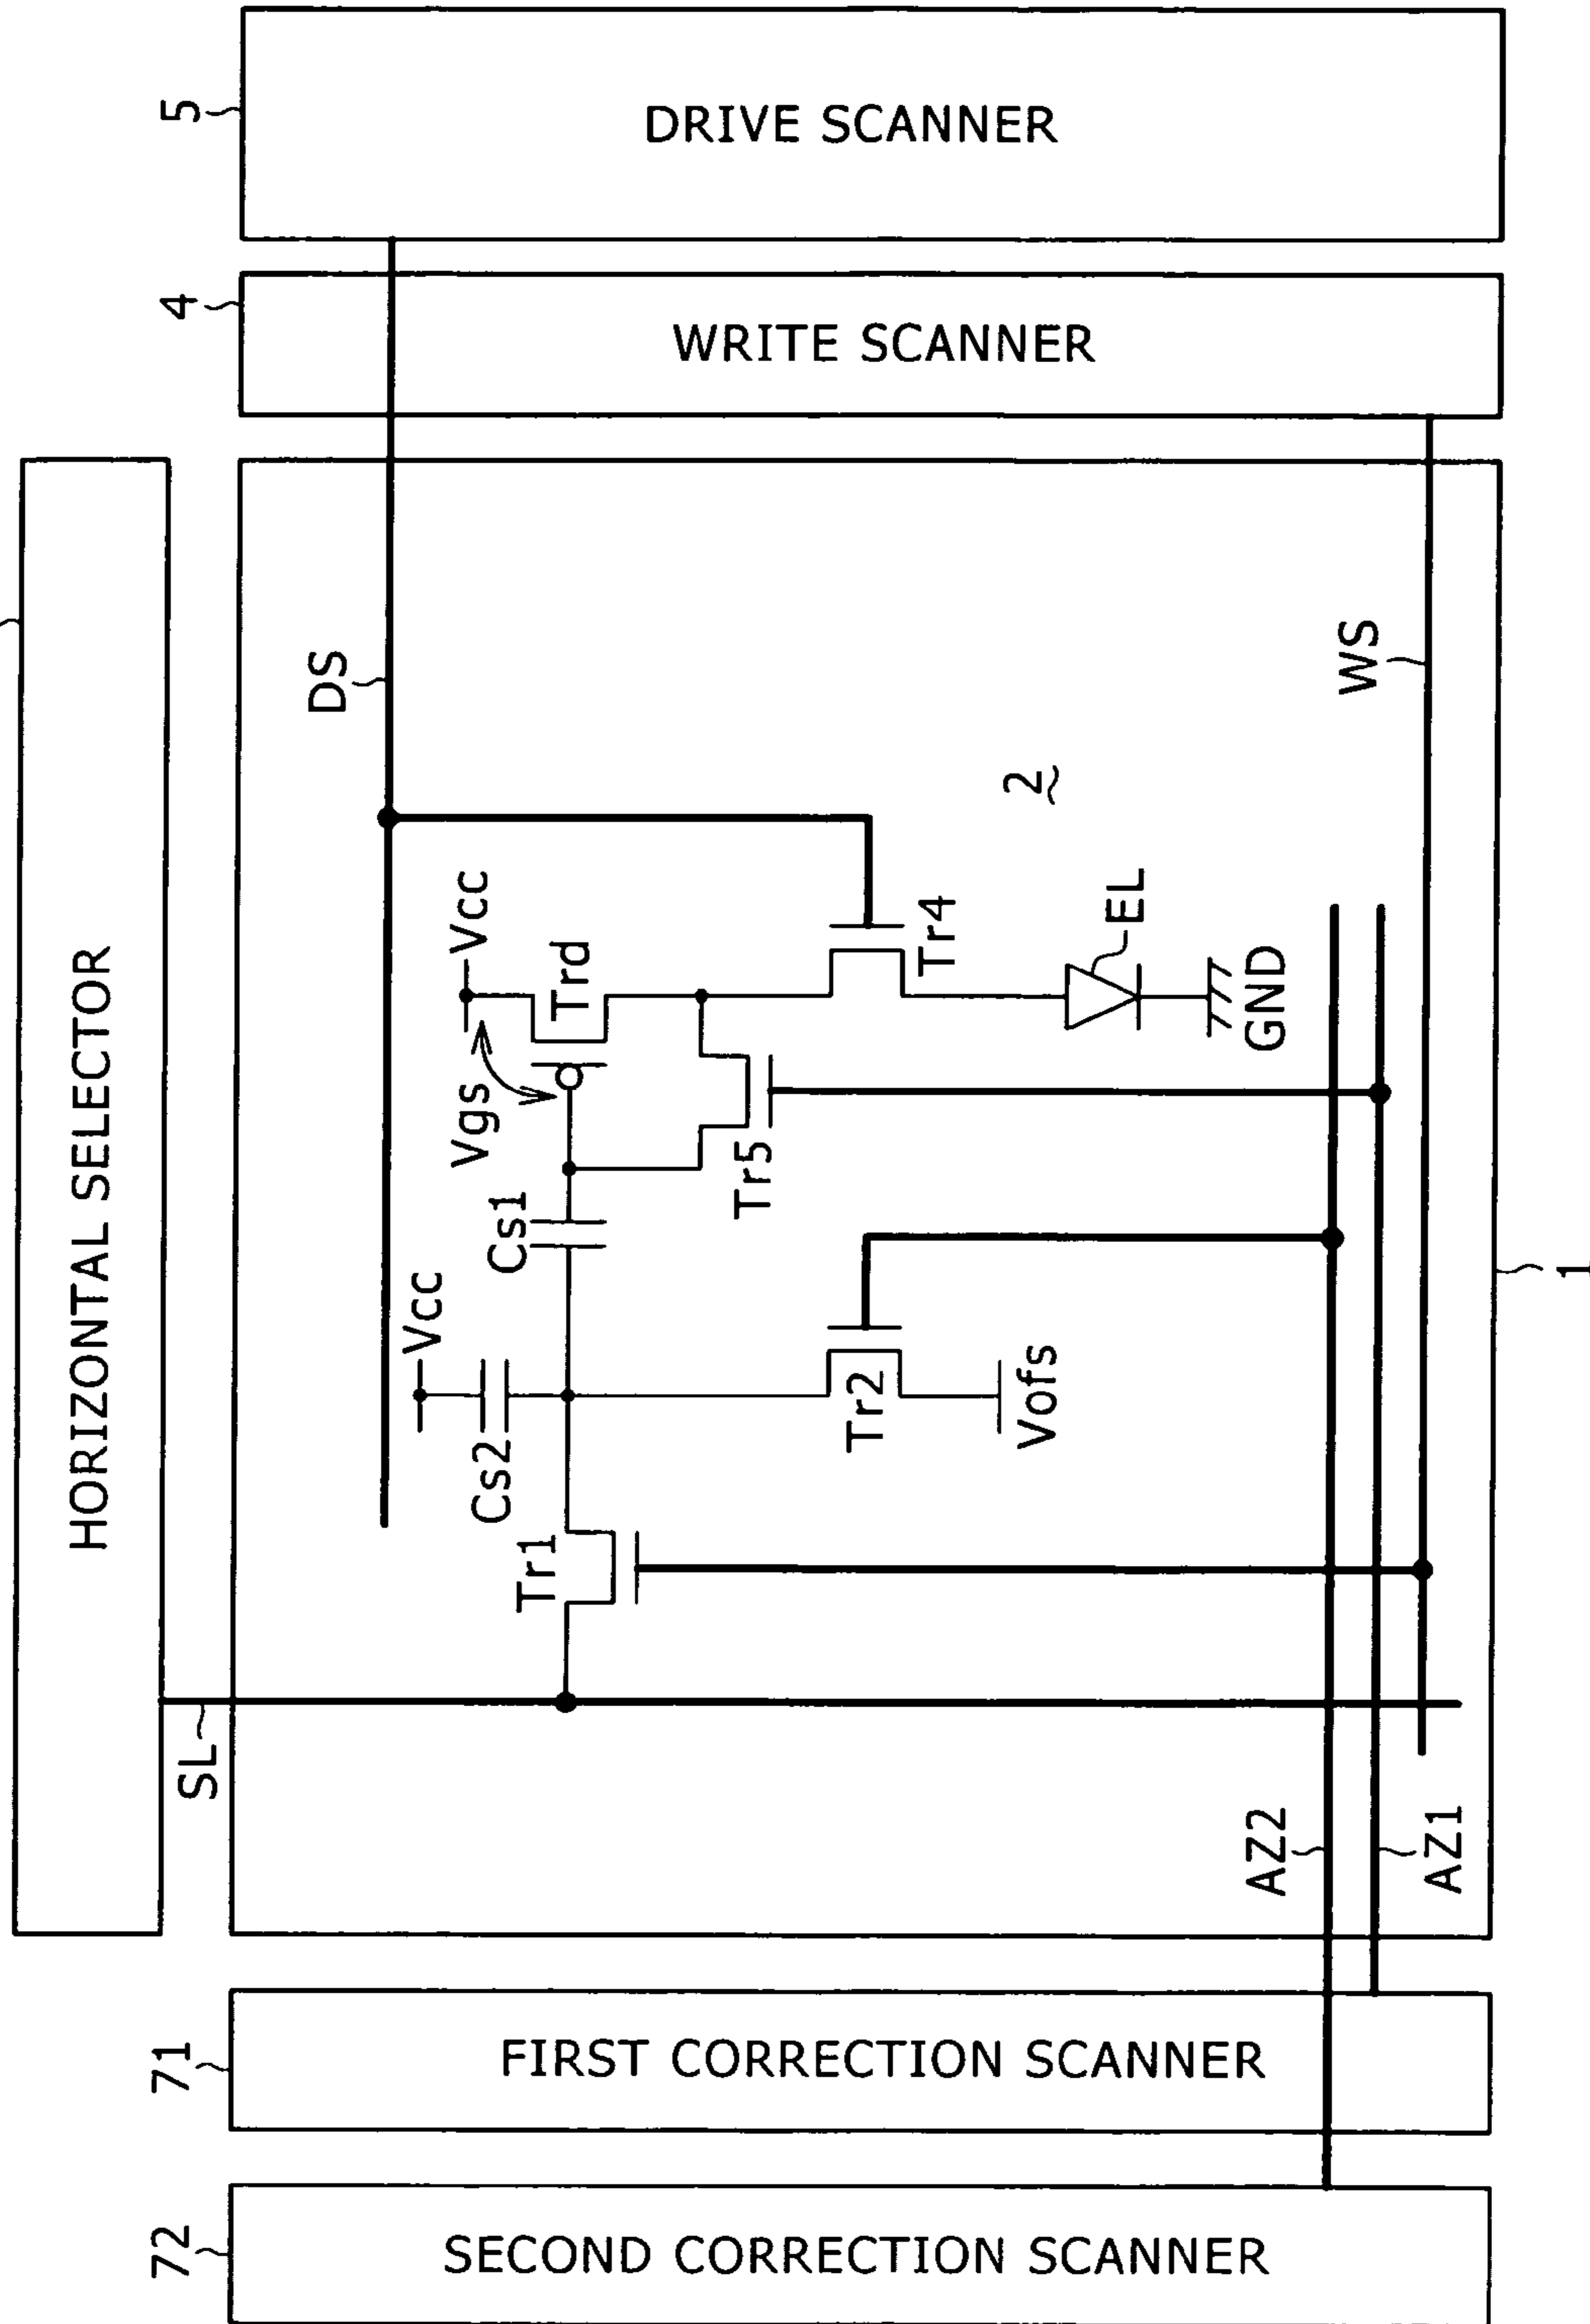 HORIZONTAL SELECTOR
72
SECOND CORRECTION SCANNER
71
FIRST CORRECTION SCANNER
4
WRITE SCANNER
5
DRIVE SCANNER
SL
DS
Vcc
Vcc
Cs2
Cs1
Vgs
Trd
Tr1
Tr5
Tr2
Tr4
Vofs
EL
GND
2
AZ2
AZ1
WS
1